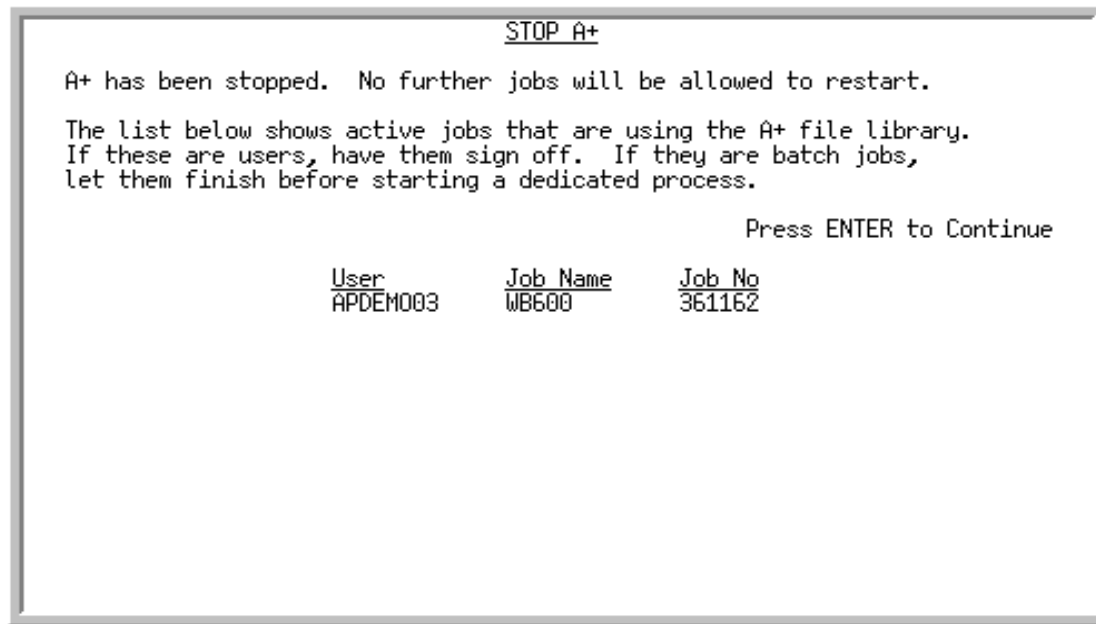 STOP A+
A+ has been stopped.  No further jobs will be allowed to restart.
The list below shows active jobs that are using the A+ file library.
If these are users, have them sign off.  If they are batch jobs,
let them finish before starting a dedicated process.
Press ENTER to Continue
User Job Name Job No
APDEMO03 WB600 361162